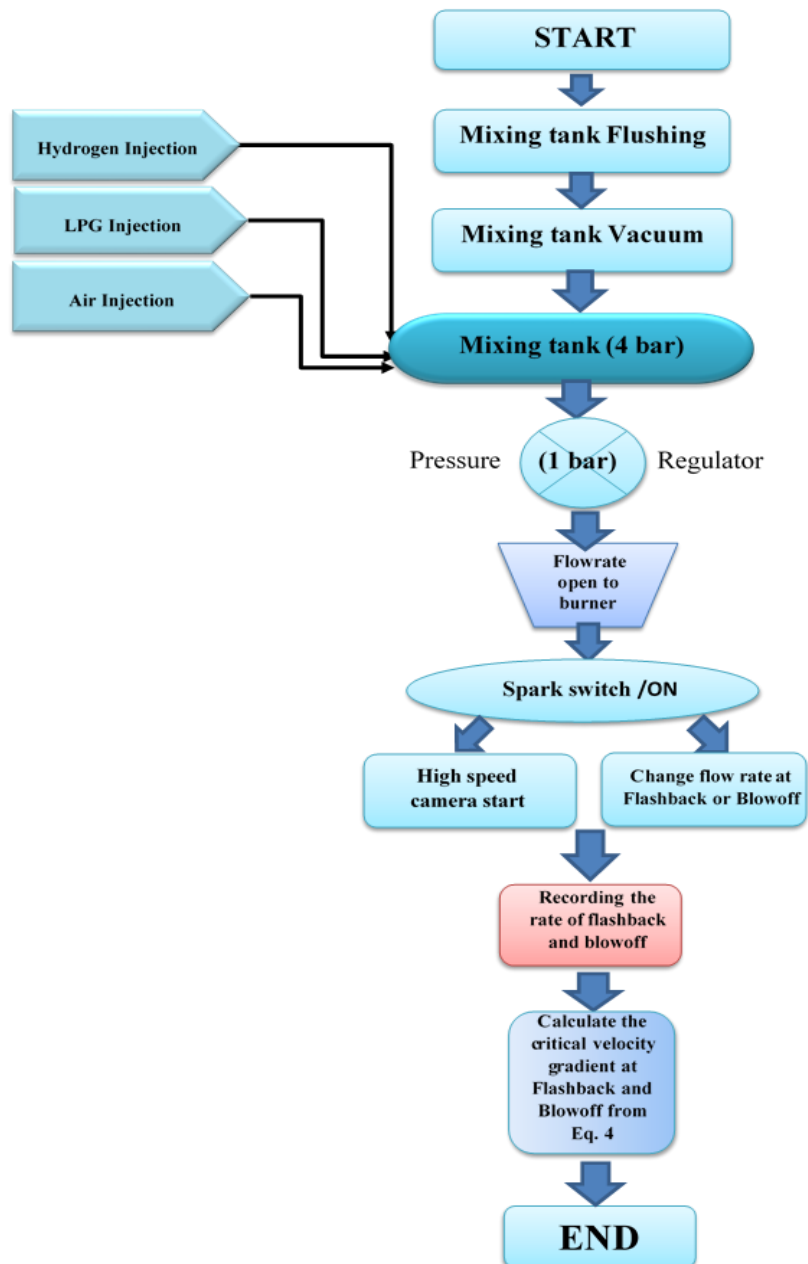 START
Mixing tank Flushing
Hydrogen Injection
LPG Injection
Mixing tank Vacuum
Air Injection
Mixing tank (4 bar)
Pressure (1 bar) Regulator
Flowrate
open to
burner
Spark switch /ON
High speed
camera start
Change flow rate at
Flashback or Blowoff
Recording the
rate of flashback
and blowoff
Calculate the
critical velocity
gradient at
Flashback and
Blowoff from
Eq. 4
END